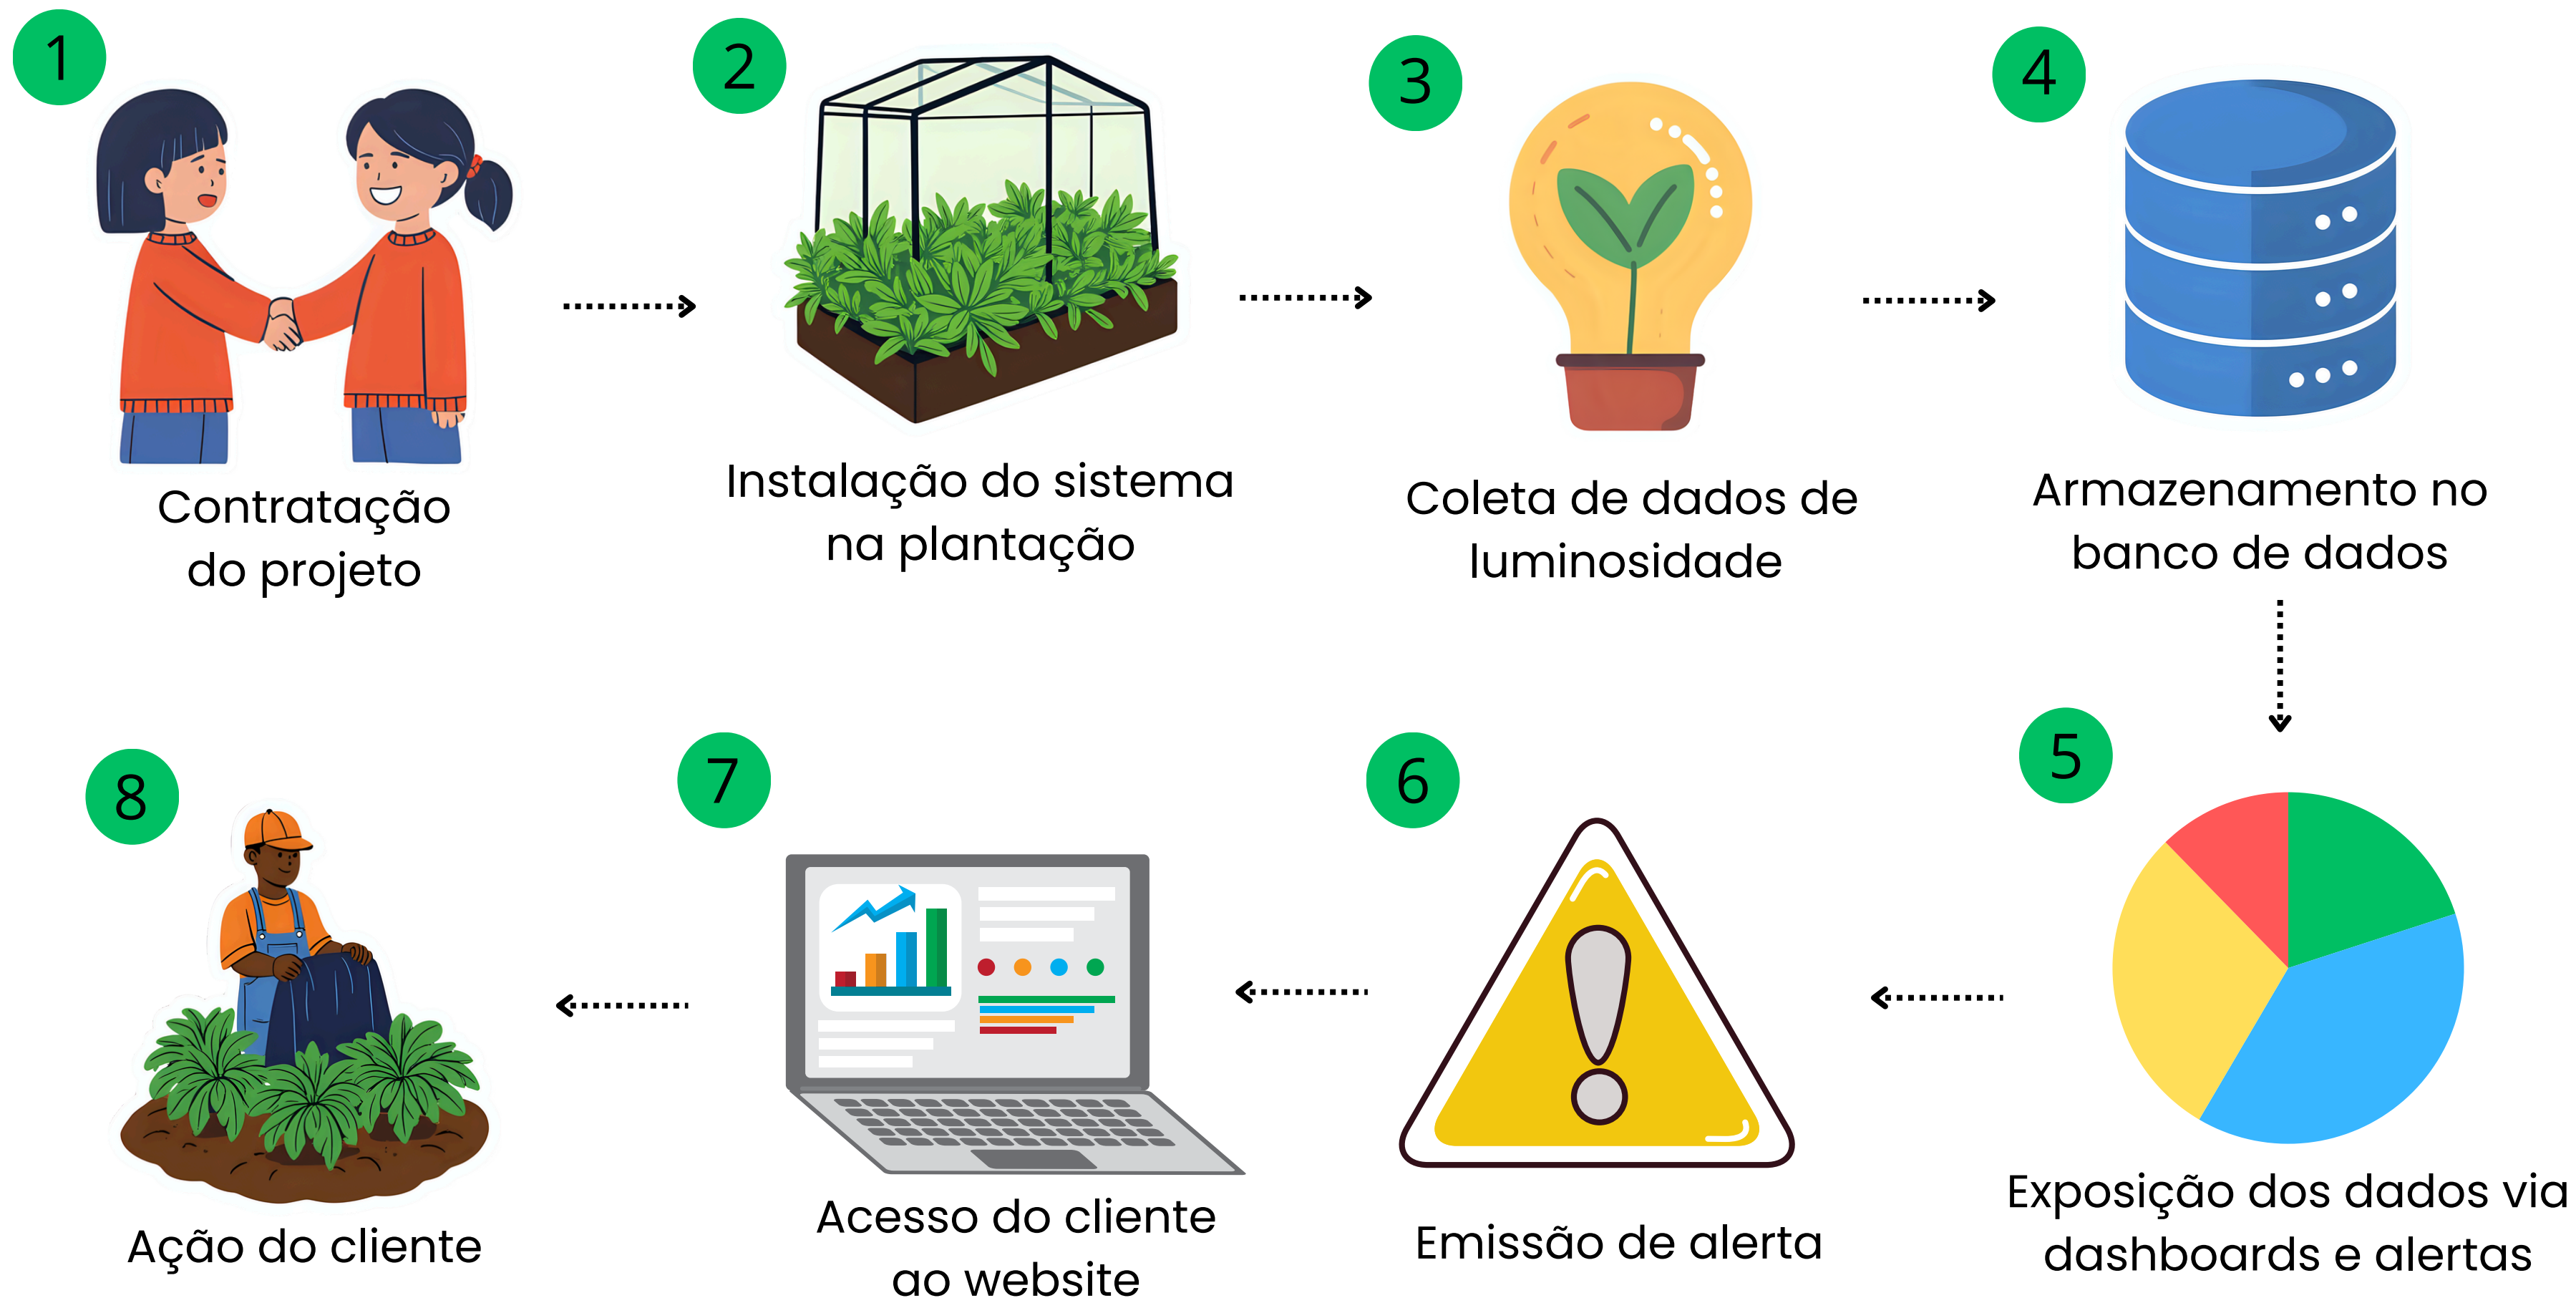 1
Contratação
do projeto
2
Instalação do sistema
na plantação
3
Coleta de dados de
luminosidade
4
Armazenamento no
banco de dados
5
Exposição dos dados via
dashboards e alertas
6
Emissão de alerta
7
Acesso do cliente
ao website
8
Ação do cliente